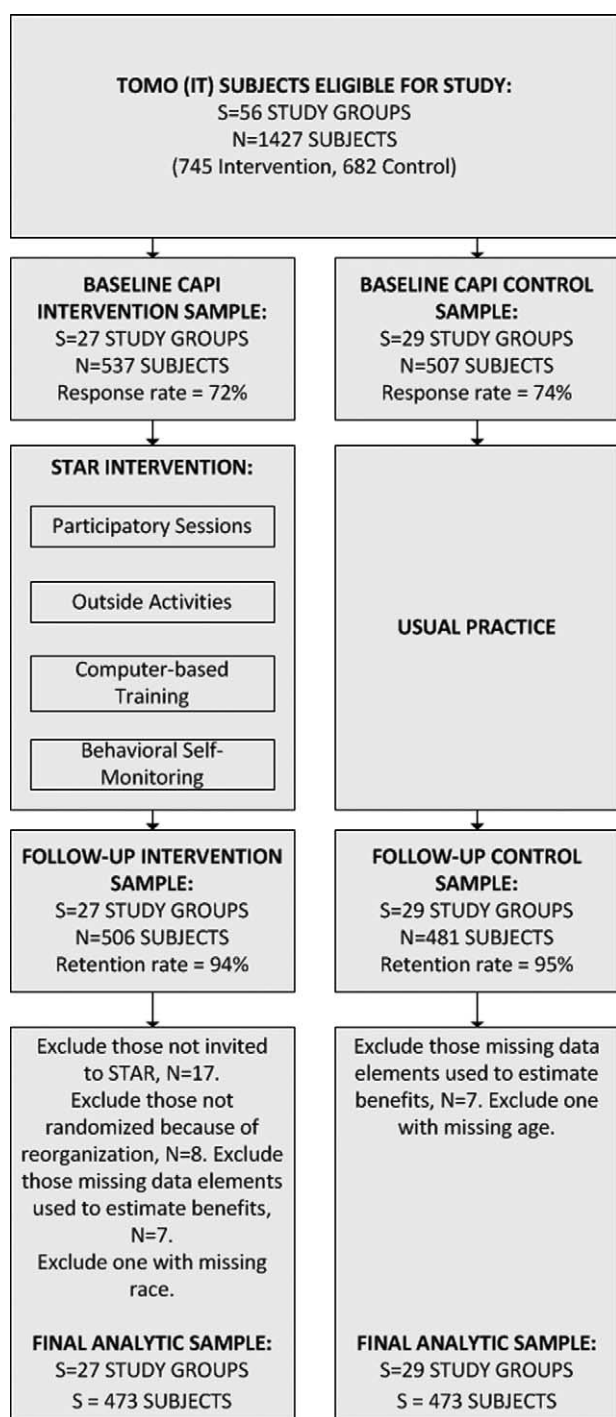 TOMO (IT) SUBJECTS ELIGIBLE FOR STUDY:
S=56 STUDY GROUPS
N=1427 SUBJECTS
(745 Intervention, 682 Control)
BASELINE CAPI
INTERVENTION SAMPLE:
S=27 STUDY GROUPS
N=537 SUBJECTS
Response rate = 72%
BASELINE CAPI CONTROL
SAMPLE:
S=29 STUDY GROUPS
N=507 SUBJECTS
Response rate = 74%
STAR INTERVENTION:
Participatory Sessions
Outside Activities
Computer-based
Training
Behavioral Self-
Monitoring
USUAL PRACTICE
FOLLOW-UP INTERVENTION
SAMPLE:
S=27 STUDY GROUPS
N=506 SUBJECTS
Retention rate = 94%
FOLLOW-UP CONTROL
SAMPLE:
S=29 STUDY GROUPS
N=481 SUBJECTS
Retention rate = 95%
Exclude those not invited
to STAR, N=17.
Exclude those not
randomized because of
reorganization, N=8. Exclude
those missing data elements
used to estimate benefits,
N=7.
Exclude one with missing
race.
FINAL ANALYTIC SAMPLE:
S=27 STUDY GROUPS
S = 473 SUBJECTS
Exclude those missing data
elements used to estimate
benefits, N=7. Exclude one
with missing age.
FINAL ANALYTIC SAMPLE:
S=29 STUDY GROUPS
S = 473 SUBJECTS